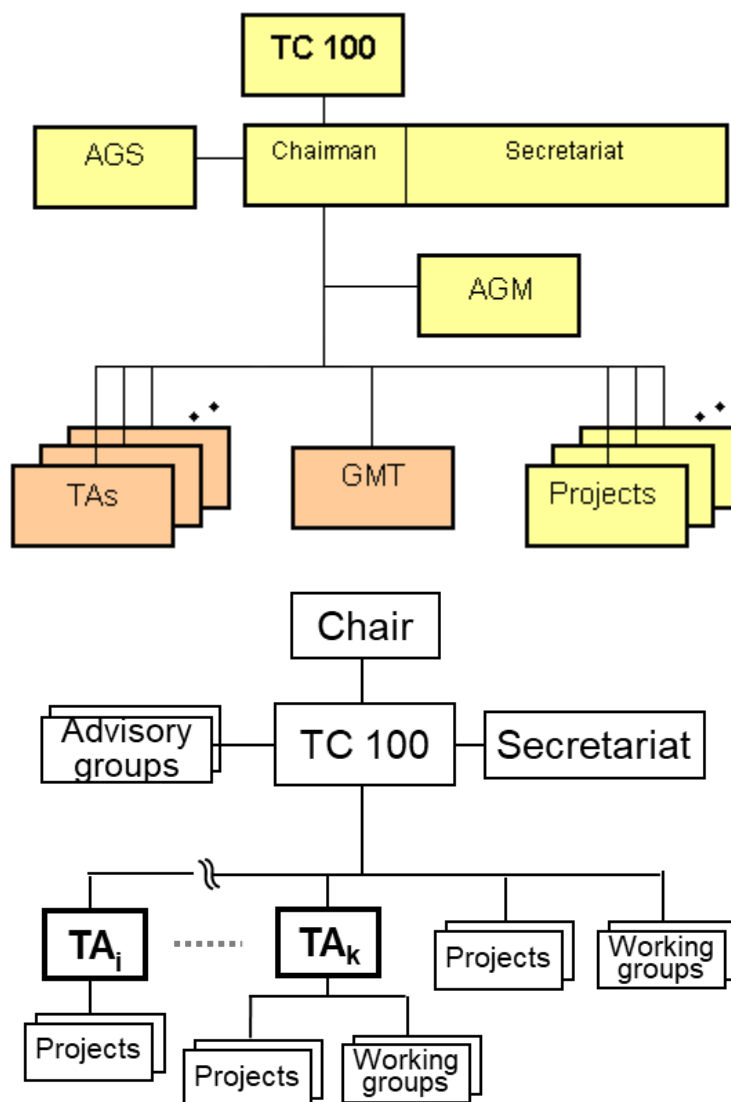 TC 100
AGS
Chairman
Secretariat
AGM
TAs
GMT
Projects
Chair
Advisory
groups
TC 100
Secretariat
TAi
TAk
Projects
Working
groups
Projects
Projects
Working
groups